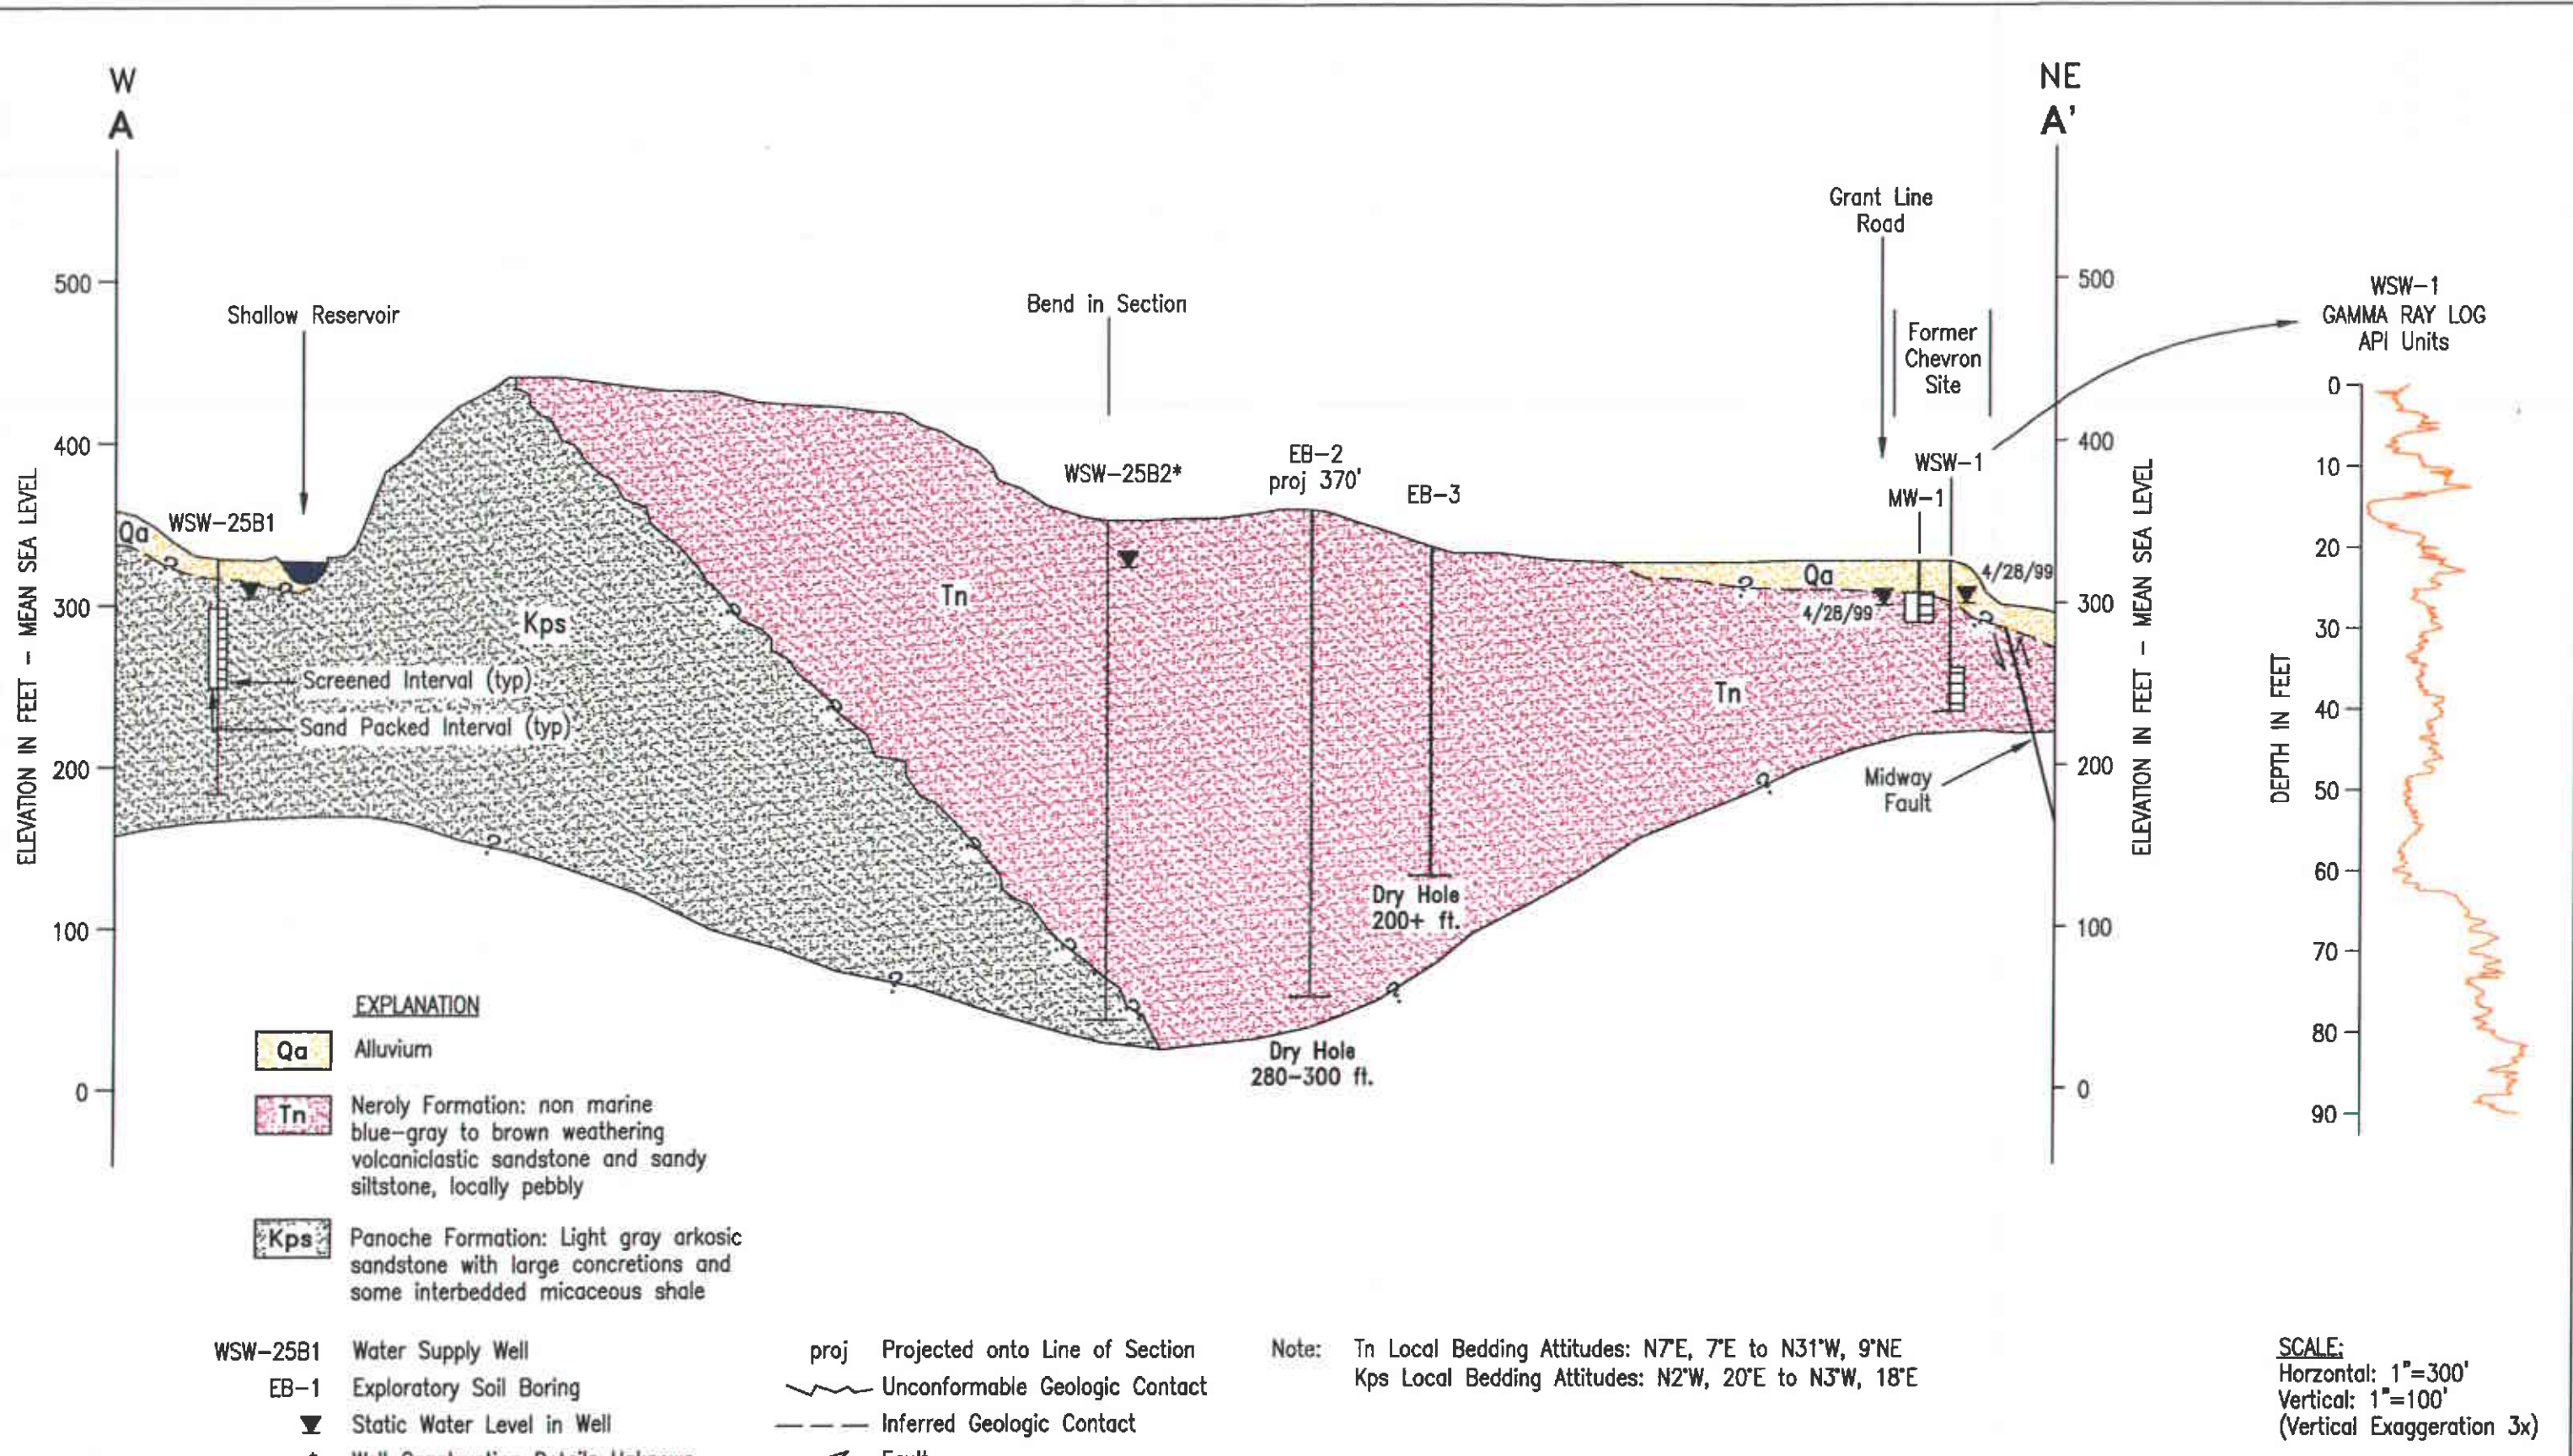 W
A
NE
A'
Grant Line
Road
500
500
Shallow Reservoir
Bend in Section
Former
Chevron
Site
WSW-1
GAMMA RAY LOG
API Units
0
10
20
30
40
50
60
70
80
90
DEPTH IN FEET
400
400
WSW-25B2*
EB-2
proj 370'
EB-3
WSW-1
MW-1
Qa
WSW-25B1
Qa
4/28/99
4/28/99
300
300
ELEVATION IN FEET - MEAN SEA LEVEL
ELEVATION IN FEET - MEAN SEA LEVEL
Kps
Tn
Tn
Screened Interval (typ)
Sand Packed Interval (typ)
200
200
Midway
Fault
Dry Hole
200+ ft.
100
100
Dry Hole
280-300 ft.
0
0
? ? ? ? ? ? ? ? ? ? ? ? ? ?
EXPLANATION
Qa Alluvium
Tn Neroly Formation: non marine
blue-gray to brown weathering
volcaniclastic sandstone and sandy
siltstone, locally pebbly
Kps Panoche Formation: Light gray arkosic
sandstone with large concretions and
some interbedded micaceous shale
WSW-25B1 Water Supply Well
EB-1 Exploratory Soil Boring
Static Water Level in Well
proj Projected onto Line of Section
Unconformable Geologic Contact
Inferred Geologic Contact
Fault
Note: Tn Local Bedding Attitudes: N7°E, 7°E to N31°W, 9°NE
Kps Local Bedding Attitudes: N2°W, 20°E to N3°W, 18°E
SCALE:
Horzontal: 1"=300'
Vertical: 1"=100'
(Vertical Exaggeration 3x)